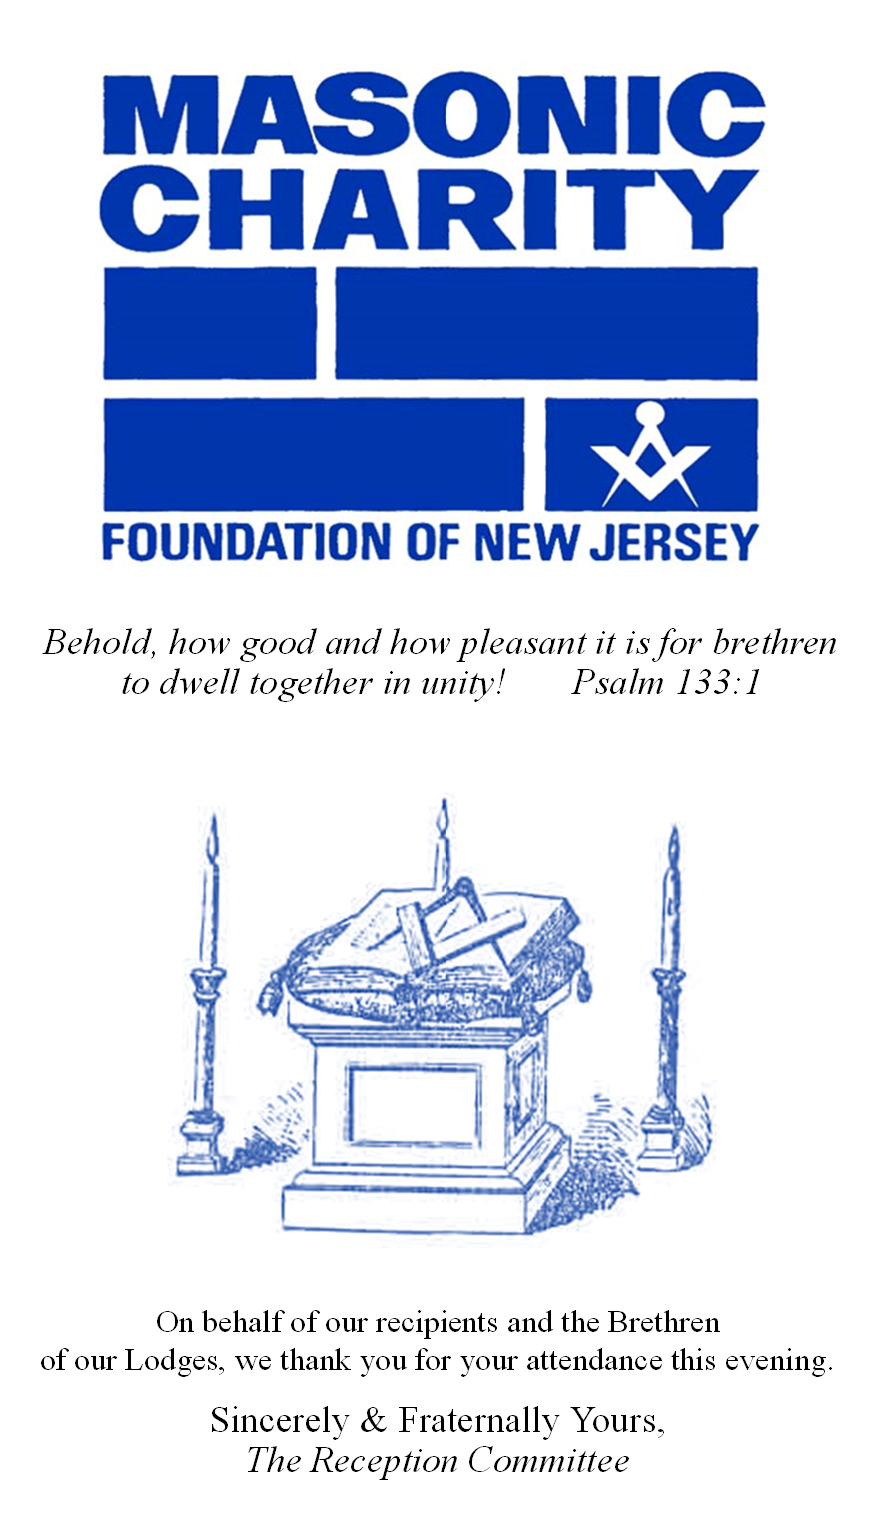 MASONIC
CHARITY
FOUNDATION OF NEW JERSEY
Behold, how good and how pleasant it is for brethren
to dwell together in unity! Psalm 133:1
On behalf of our recipients and the Brethren
of our Lodges, we thank you for your attendance this evening.
Sincerely & Fraternally Yours,
The Reception Committee